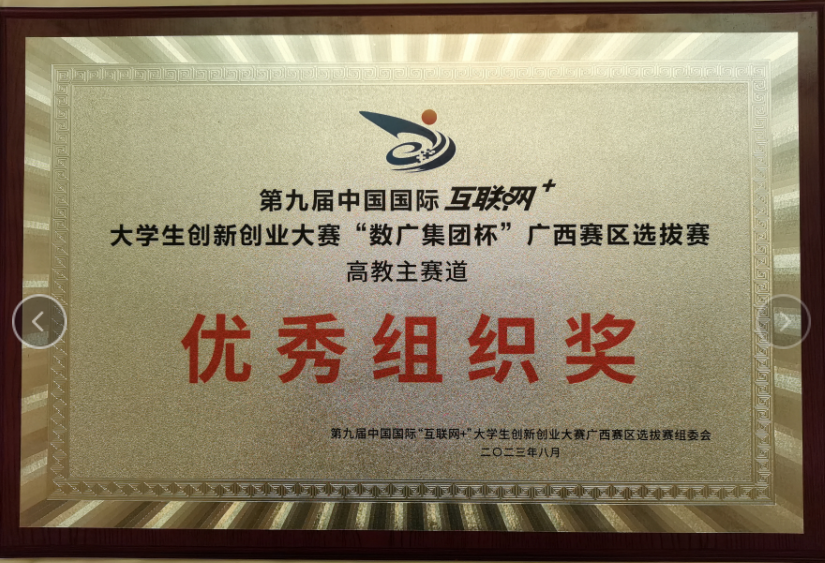 第九届中国国际 互联网+
大学生创新创业大赛“数广集团杯”广西赛区选拔赛
高教主赛道
优秀组织奖
第九届中国国际“互联网+”大学生创新创业大赛广西赛区选拔赛组委会
二〇二三年八月